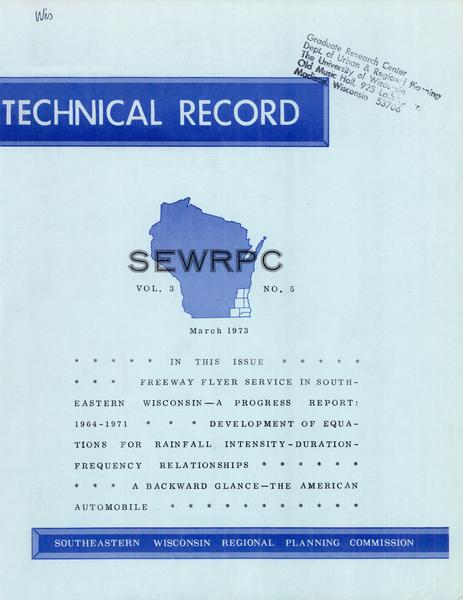 Wis
Graduate Research Center
Dept. of Urban & Regional Planning
The University of Wisconsin
Old Music Hall, 925
Madison, Wisconsin 53706
TECHNICAL RECORD
SEWRPC
VOL. 3 NO. 5
March 1973
* * * * * IN THIS ISSUE * * * * *
* * * FREEWAY FLYER SERVICE IN SOUTH-
EASTERN WISCONSIN—A PROGRESS REPORT:
1964-1971 * * * DEVELOPMENT OF EQUA-
TIONS FOR RAINFALL INTENSITY-DURATION-
FREQUENCY RELATIONSHIPS * * * * * *
* * * A BACKWARD GLANCE—THE AMERICAN
AUTOMOBILE * * * * * * * * * * *
SOUTHEASTERN WISCONSIN REGIONAL PLANNING COMMISSION